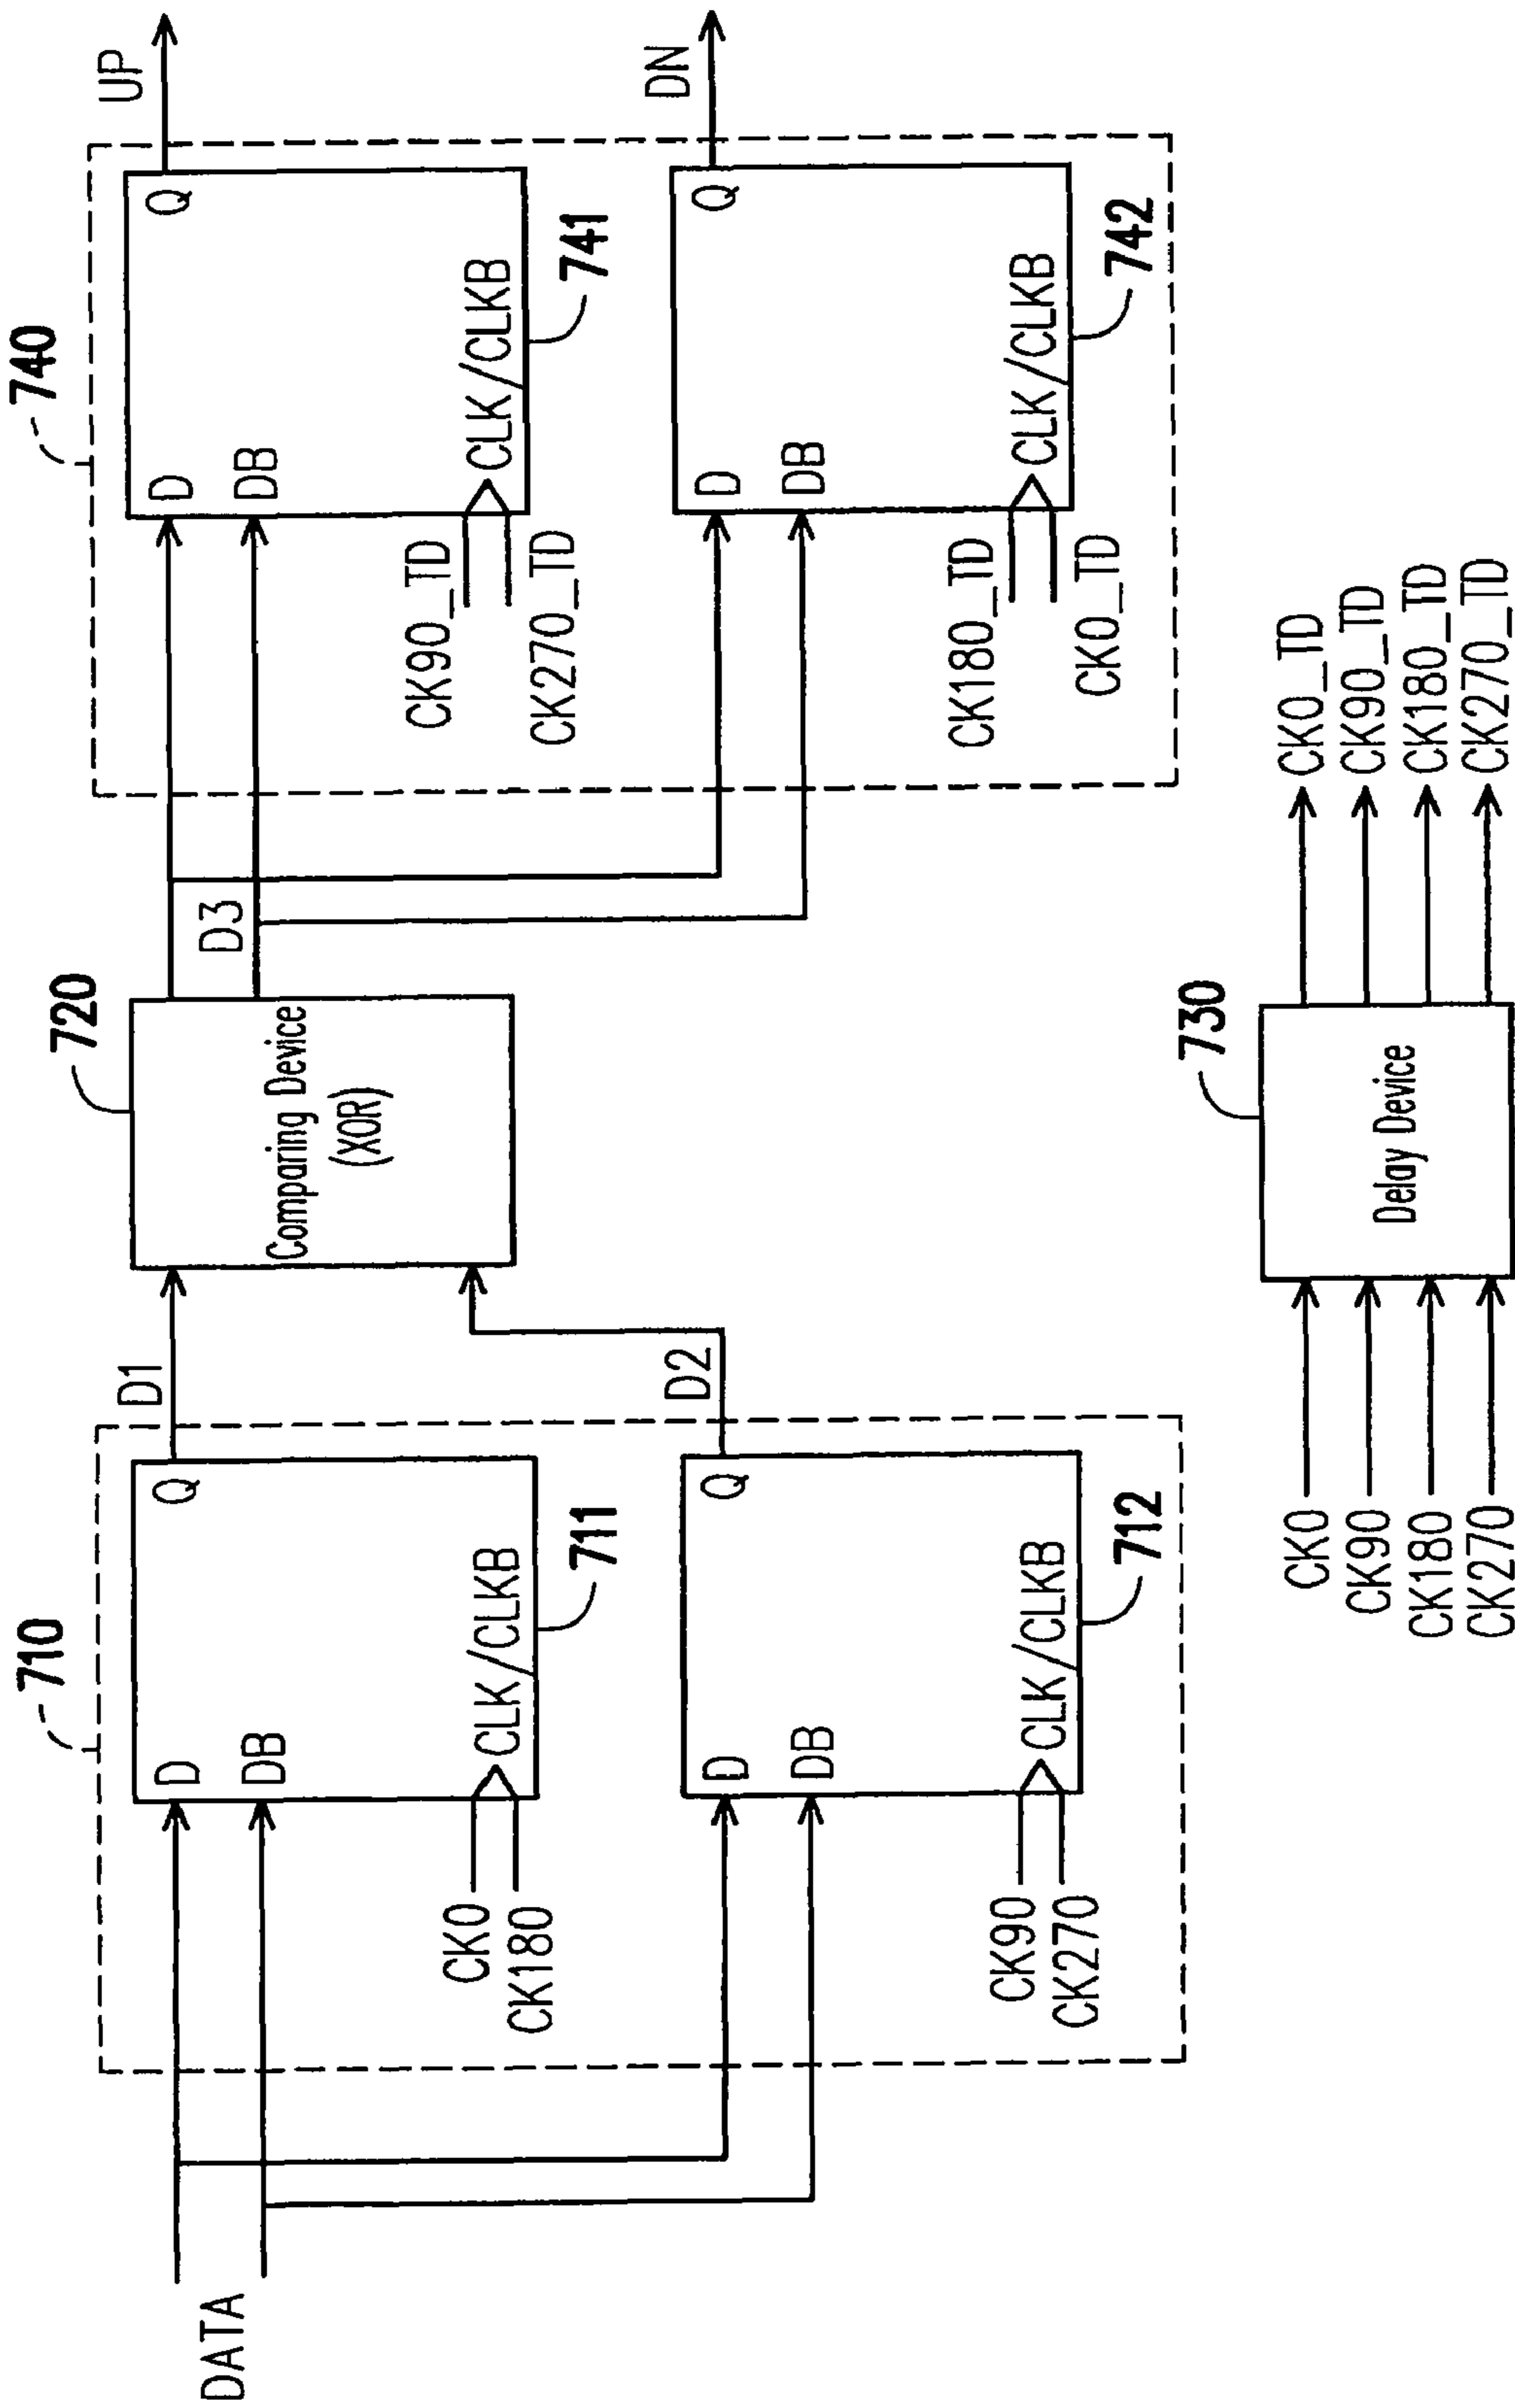 DATA
710
D
DB
Q
CLK/CLKB
CK0
CK180
711
D
DB
Q
CLK/CLKB
CK90
CK270
712
D1
D2
720
Comparing Device
(XOR)
D3
740
D
DB
Q
CLK/CLKB
CK90_TD
CK270_TD
741
UP
D
DB
Q
CLK/CLKB
CK180_TD
CK0_TD
742
DN
730
Delay Device
CK0
CK90
CK180
CK270
CK0_TD
CK90_TD
CK180_TD
CK270_TD